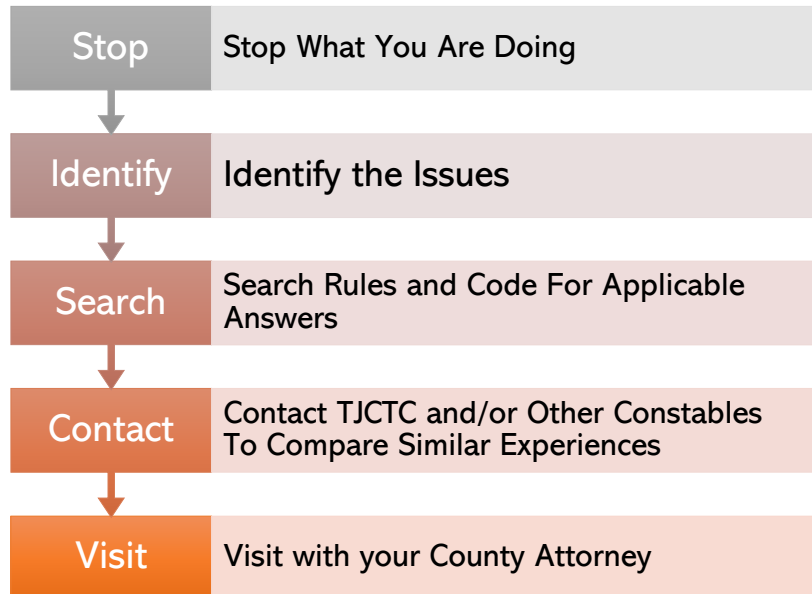 Stop
Stop What You Are Doing
Identify
Identify the Issues
Search
Search Rules and Code For Applicable
Answers
Contact
Contact TJCTC and/or Other Constables
To Compare Similar Experiences
Visit
Visit with your County Attorney